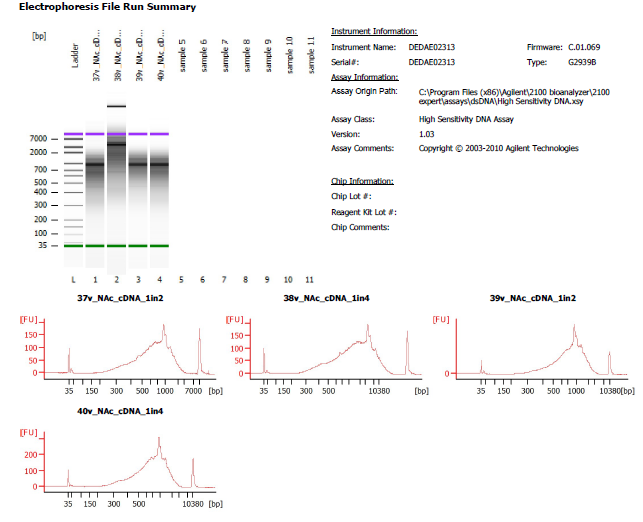 Electrophoresis File Run Summary
[bp]
Ladder
37v_NAc_cD...
38v_NAc_cD...
39v_NAc_cD...
40v_NAc_cD...
sample 5
sample 6
sample 7
sample 8
sample 9
sample 10
sample 11
7000
2000
700
500
400
300
200
100
35
L 1 2 3 4 5 6 7 8 9 10 11
Instrument Information:
Instrument Name: DEDAE02313 Firmware: C.01.069
Serial#: DEDAE02313 Type: G2939B
Assay Information:
Assay Origin Path: C:\Program Files (x86)\Agilent\2100 bioanalyzer\2100
expert\assays\dsDNA\High Sensitivity DNA.xsy
Assay Class: High Sensitivity DNA Assay
Version: 1.03
Assay Comments: Copyright © 2003-2010 Agilent Technologies
Chip Information:
Chip Lot #:
Reagent Kit Lot #:
Chip Comments:
37v_NAc_cDNA_1in2
[FU]
150
100
50
0
35 150 300 500 1000 7000 [bp]
38v_NAc_cDNA_1in4
[FU]
150
100
50
0
35 150 300 500 10380 [bp]
39v_NAc_cDNA_1in2
[FU]
0
35 150 300 500 1000 10380 [bp]
40v_NAc_cDNA_1in4
[FU]
200
100
0
35 150 300 500 10380 [bp]